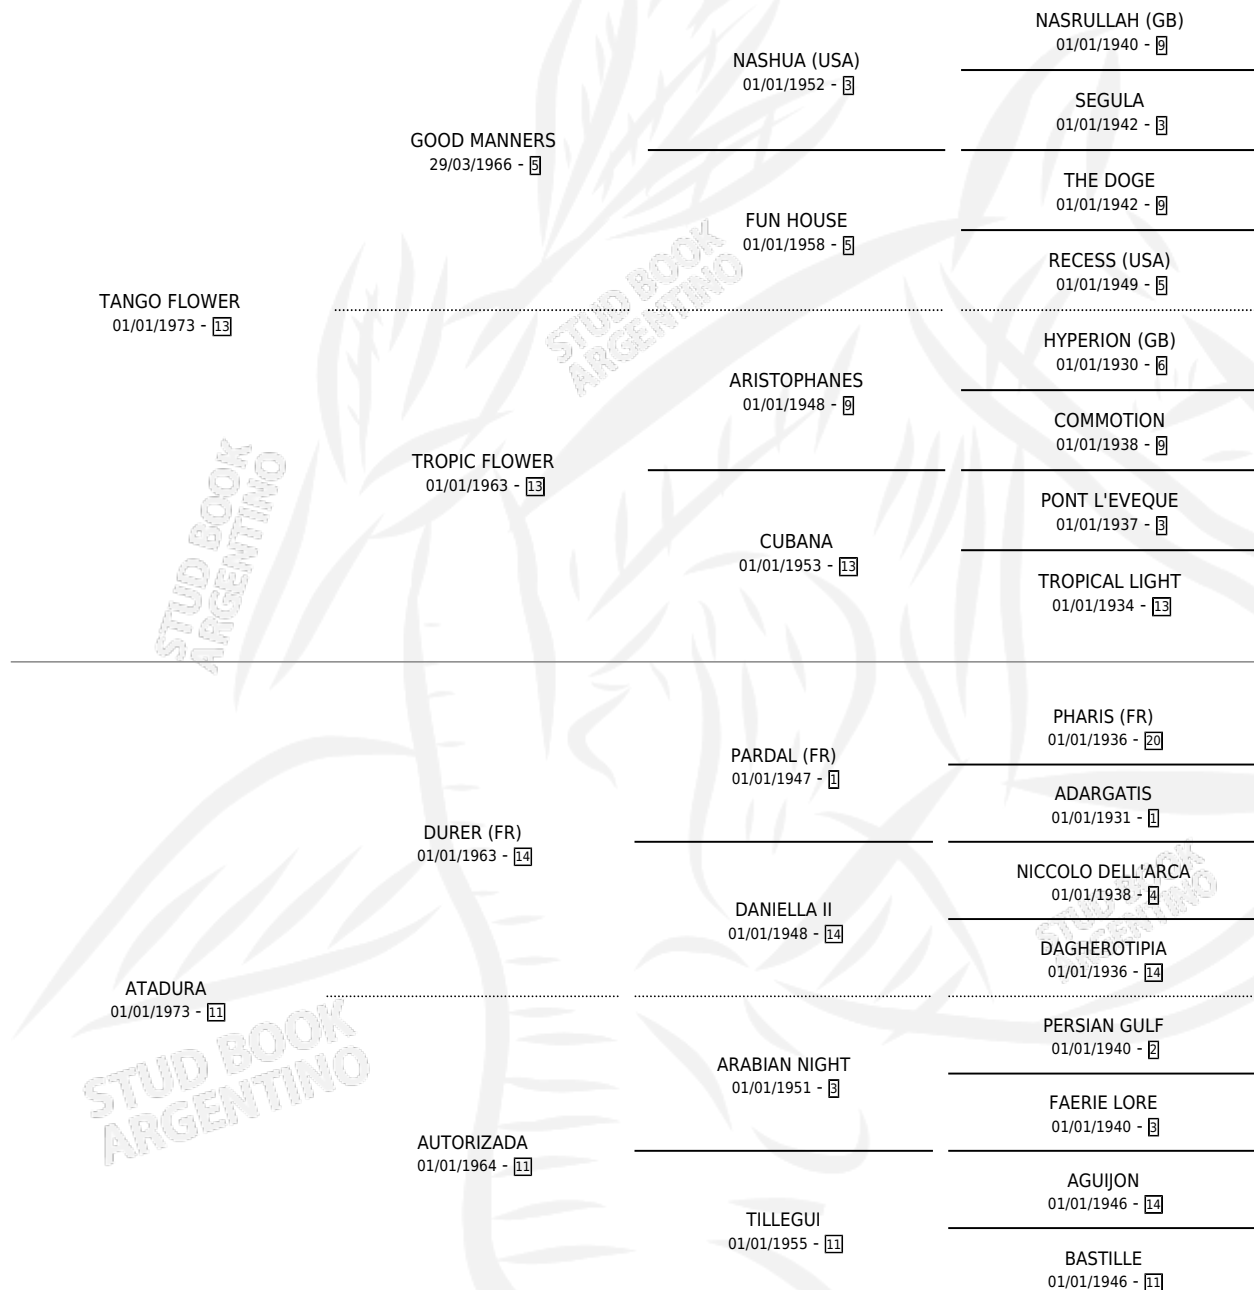 NASRULLAH (GB)
01/01/1940 - 9
NASHUA (USA)
01/01/1952 - 3
SEGULA
01/01/1942 - 3
GOOD MANNERS
29/03/1966 - 5
THE DOGE
01/01/1942 - 9
FUN HOUSE
01/01/1958 - 5
RECESS (USA)
01/01/1949 - 5
TANGO FLOWER
01/01/1973 - 13
HYPERION (GB)
01/01/1930 - 6
ARISTOPHANES
01/01/1948 - 9
COMMOTION
01/01/1938 - 9
TROPIC FLOWER
01/01/1963 - 13
PONT L'EVEQUE
01/01/1937 - 3
CUBANA
01/01/1953 - 13
TROPICAL LIGHT
01/01/1934 - 13
PHARIS (FR)
01/01/1936 - 20
PARDAL (FR)
01/01/1947 - 1
ADARGATIS
01/01/1931 - 1
DURER (FR)
01/01/1963 - 14
NICCOLO DELL'ARCA
01/01/1938 - 4
DANIELLA II
01/01/1948 - 14
DAGHEROTIPIA
01/01/1936 - 14
ATADURA
01/01/1973 - 11
PERSIAN GULF
01/01/1940 - 2
ARABIAN NIGHT
01/01/1951 - 3
FAERIE LORE
01/01/1940 - 3
AUTORIZADA
01/01/1964 - 11
AGUIJON
01/01/1946 - 14
TILLEGUI
01/01/1955 - 11
BASTILLE
01/01/1946 - 11
STUD BOOK
ARGENTINO
STUD BOOK
ARGENTINO
STUD BOOK
ARGENTINO
STUD BOOK
ARGENTINO